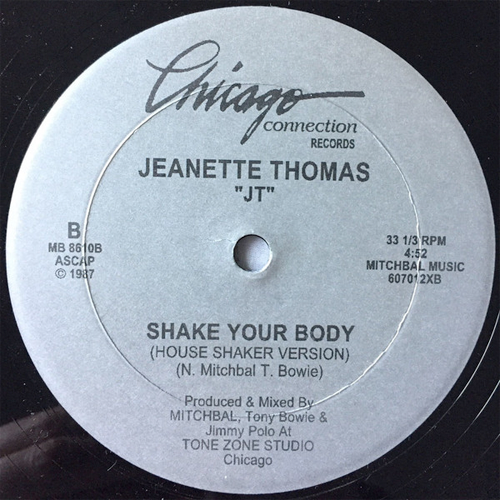 Chicago
connection
RECORDS
JEANETTE THOMAS
"JT"
B
MB 8610B
ASCAP
© 1987
33 1/3 RPM
4:52
MITCHBAL MUSIC
607012XB
SHAKE YOUR BODY
(HOUSE SHAKER VERSION)
(N. Mitchbal T. Bowie)
Produced & Mixed By
MITCHBAL, Tony Bowie &
Jimmy Polo At
TONE ZONE STUDIO
Chicago